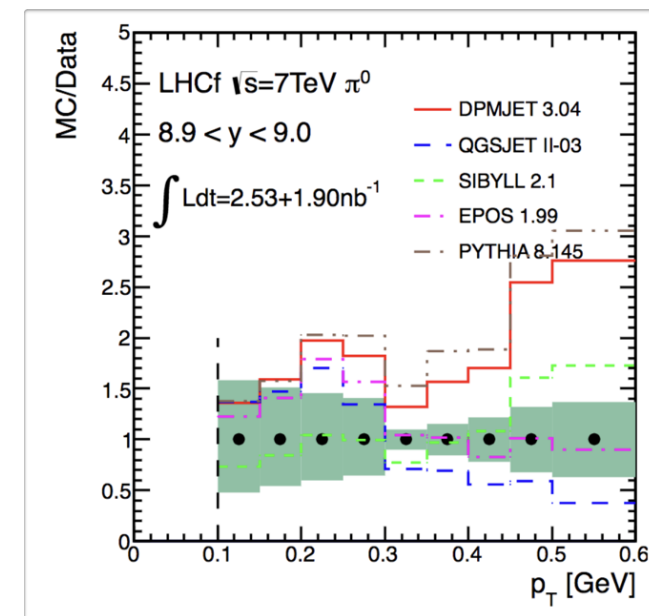 MC/Data
5
4.5
4
3.5
3
2.5
2
1.5
1
0.5
0
LHCf √s=7TeV π⁰
8.9 < y < 9.0
∫ Ldt=2.53+1.90nb⁻¹
DPMJET 3.04
QGSJET II-03
SIBYLL 2.1
EPOS 1.99
PYTHIA 8.145
0 0.1 0.2 0.3 0.4 0.5 0.6
p_T [GeV]